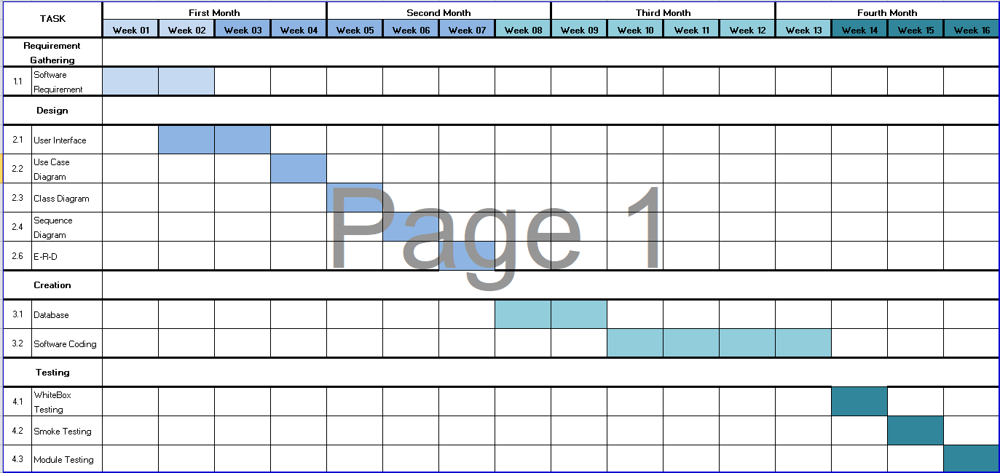 TASK
First Month Second Month Third Month Fourth Month
Week 01 Week 02 Week 03 Week 04 Week 05 Week 06 Week 07 Week 08 Week 09 Week 10 Week 11 Week 12 Week 13 Week 14 Week 15 Week 16
Requirement
Gathering
1.1 Software
Requirement
Design
2.1 User Interface
2.2 Use Case
Diagram
2.3 Class Diagram
2.4 Sequence
Diagram
2.6 E-R-D
Page 1
Creation
3.1 Database
3.2 Software Coding
Testing
4.1 WhiteBox
Testing
4.2 Smoke Testing
4.3 Module Testing